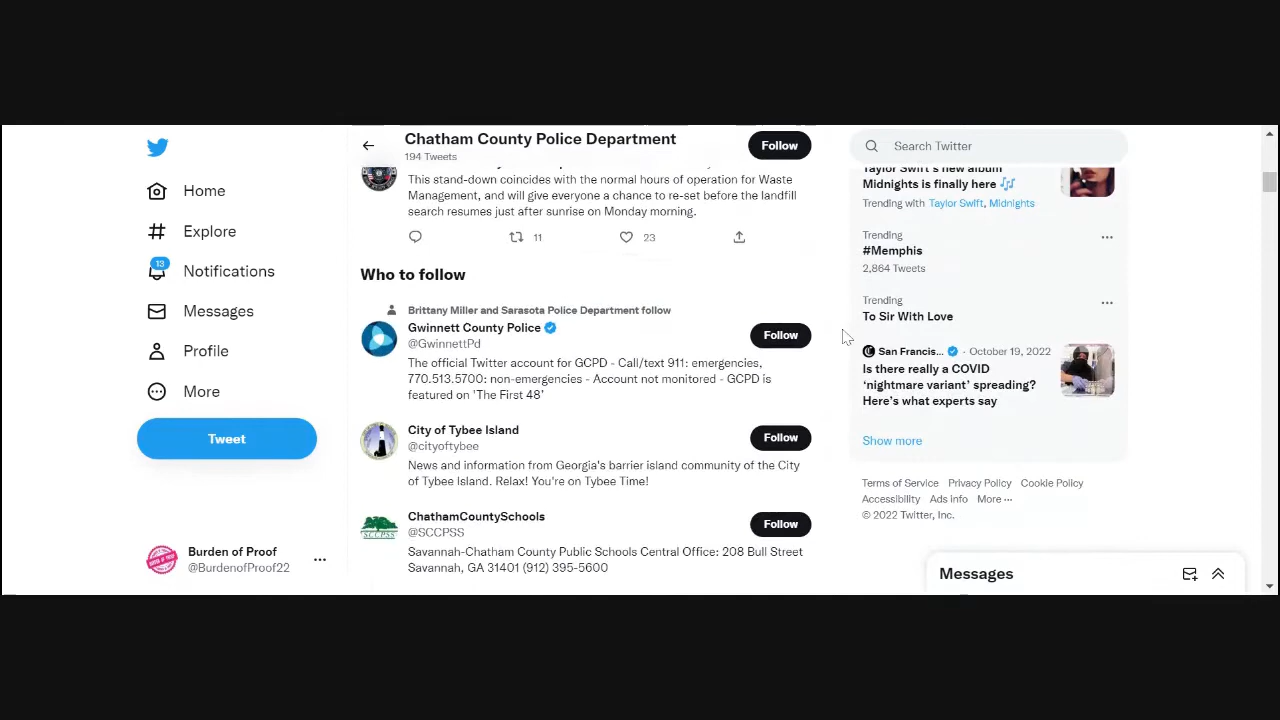 Home
Explore
13
Notifications
Messages
Profile
More
Tweet
Burden of Proof
@BurdenofProof22
Chatham County Police Department
194 Tweets
Follow
This stand-down coincides with the normal hours of operation for Waste
Management, and will give everyone a chance to re-set before the landfill
search resumes just after sunrise on Monday morning.
11
23
Who to follow
Brittany Miller and Sarasota Police Department follow
Gwinnett County Police
@GwinnettPd
Follow
The official Twitter account for GCPD - Call/text 911: emergencies,
770.513.5700: non-emergencies - Account not monitored - GCPD is
featured on 'The First 48'
City of Tybee Island
@cityoftybee
Follow
News and information from Georgia's barrier island community of the City
of Tybee Island. Relax! You're on Tybee Time!
ChathamCountySchools
@SCCPSS
Follow
S.C.C.P.S.S.
Savannah-Chatham County Public Schools Central Office: 208 Bull Street
Savannah, GA 31401 (912) 395-5600
Search Twitter
Taylor Swift's new album
Midnights is finally here
Trending with Taylor Swift, Midnights
Trending
#Memphis
2,864 Tweets
Trending
To Sir With Love
San Francis... · October 19, 2022
Is there really a COVID
‘nightmare variant’ spreading?
Here’s what experts say
Show more
Terms of Service Privacy Policy Cookie Policy
Accessibility Ads info More ···
© 2022 Twitter, Inc.
Messages